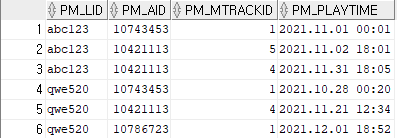 PM_LID PM_AID PM_MTRACKID PM_PLAYTIME
1 abc123 10743453 1 2021.11.01 00:01
2 abc123 10421113 5 2021.11.02 18:01
3 abc123 10421113 4 2021.11.31 18:05
4 qwe520 10743453 1 2021.10.28 00:20
5 qwe520 10421113 4 2021.11.21 12:34
6 qwe520 10786723 1 2021.12.01 18:52